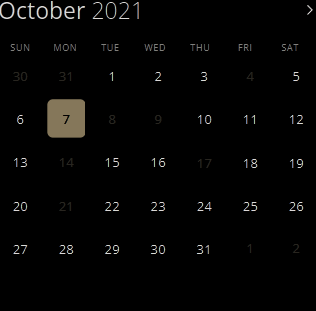 October 2021
SUN MON TUE WED THU FRI SAT
30 31 1 2 3 4 5
6 7 8 9 10 11 12
13 14 15 16 17 18 19
20 21 22 23 24 25 26
27 28 29 30 31 1 2